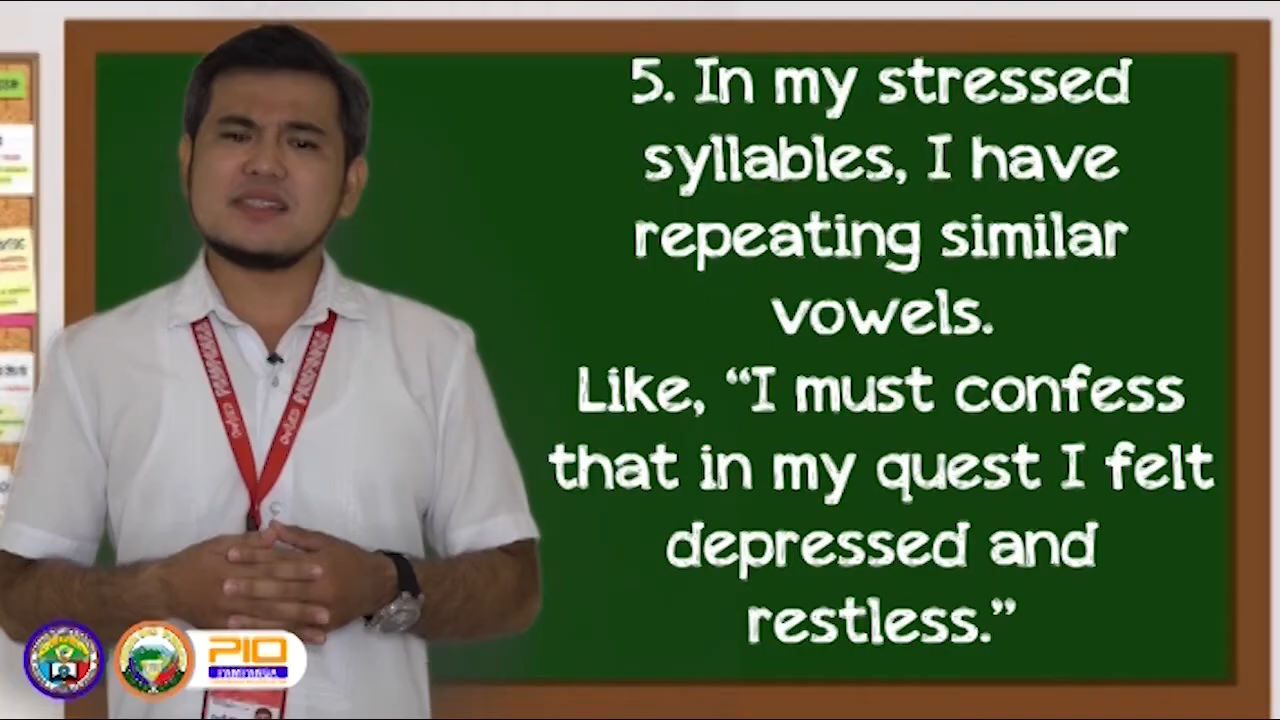 5. In my stressed
syllables, I have
repeating similar
vowels.
Like, “I must confess
that in my quest I felt
depressed and
restless.”
PIO
PAMPANGA